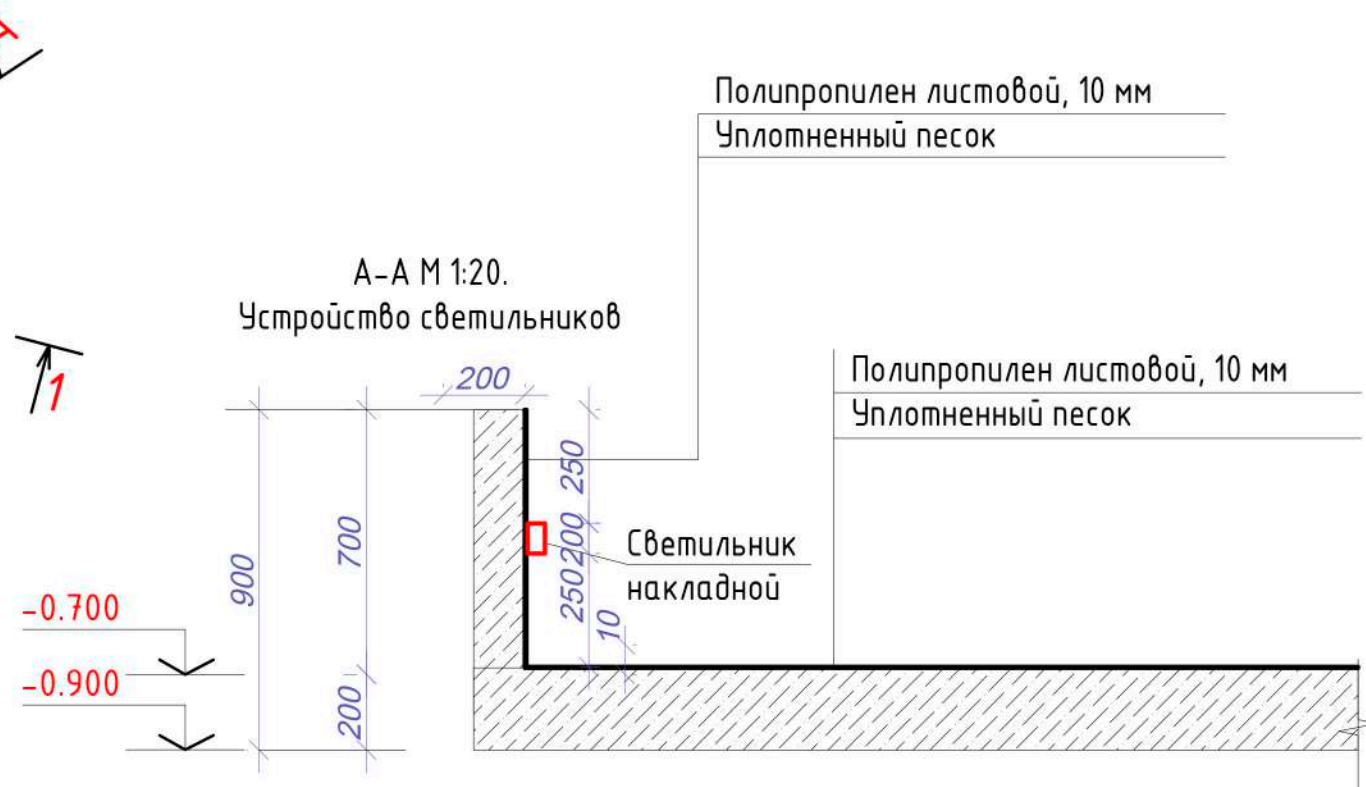 Полипропилен листовой, 10 мм
Уплотненный песок
А-А М 1:20.
Устройство светильников
1
200
Полипропилен листовой, 10 мм
Уплотненный песок
250
700
200
Светильник
накладной
900
250
10
-0.700
-0.900
200